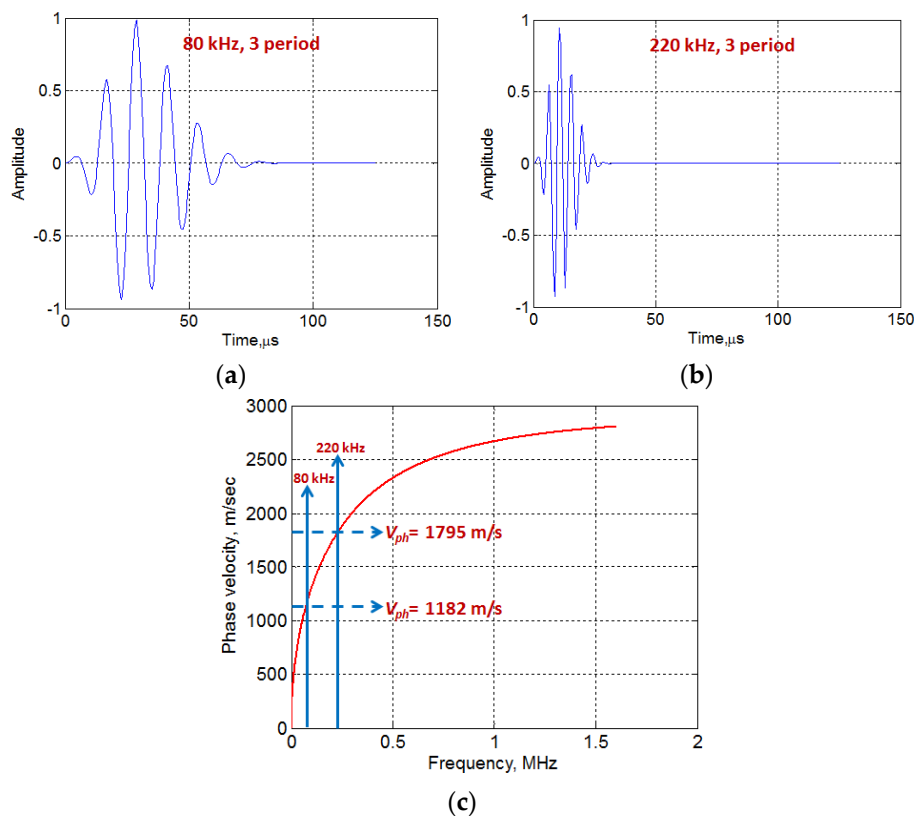 80 kHz, 3 period
Amplitude
1
0.5
0
-0.5
-1
0 50 100 150
Time,μs
(a)
220 kHz, 3 period
Amplitude
1
0.5
0
-0.5
-1
0 50 100 150
Time,μs
(b)
Phase velocity, m/sec
3000
2500
2000
1500
1000
500
0
220 kHz
80 kHz
Vph= 1795 m/s
Vph= 1182 m/s
0 0.5 1 1.5 2
Frequency, MHz
(c)